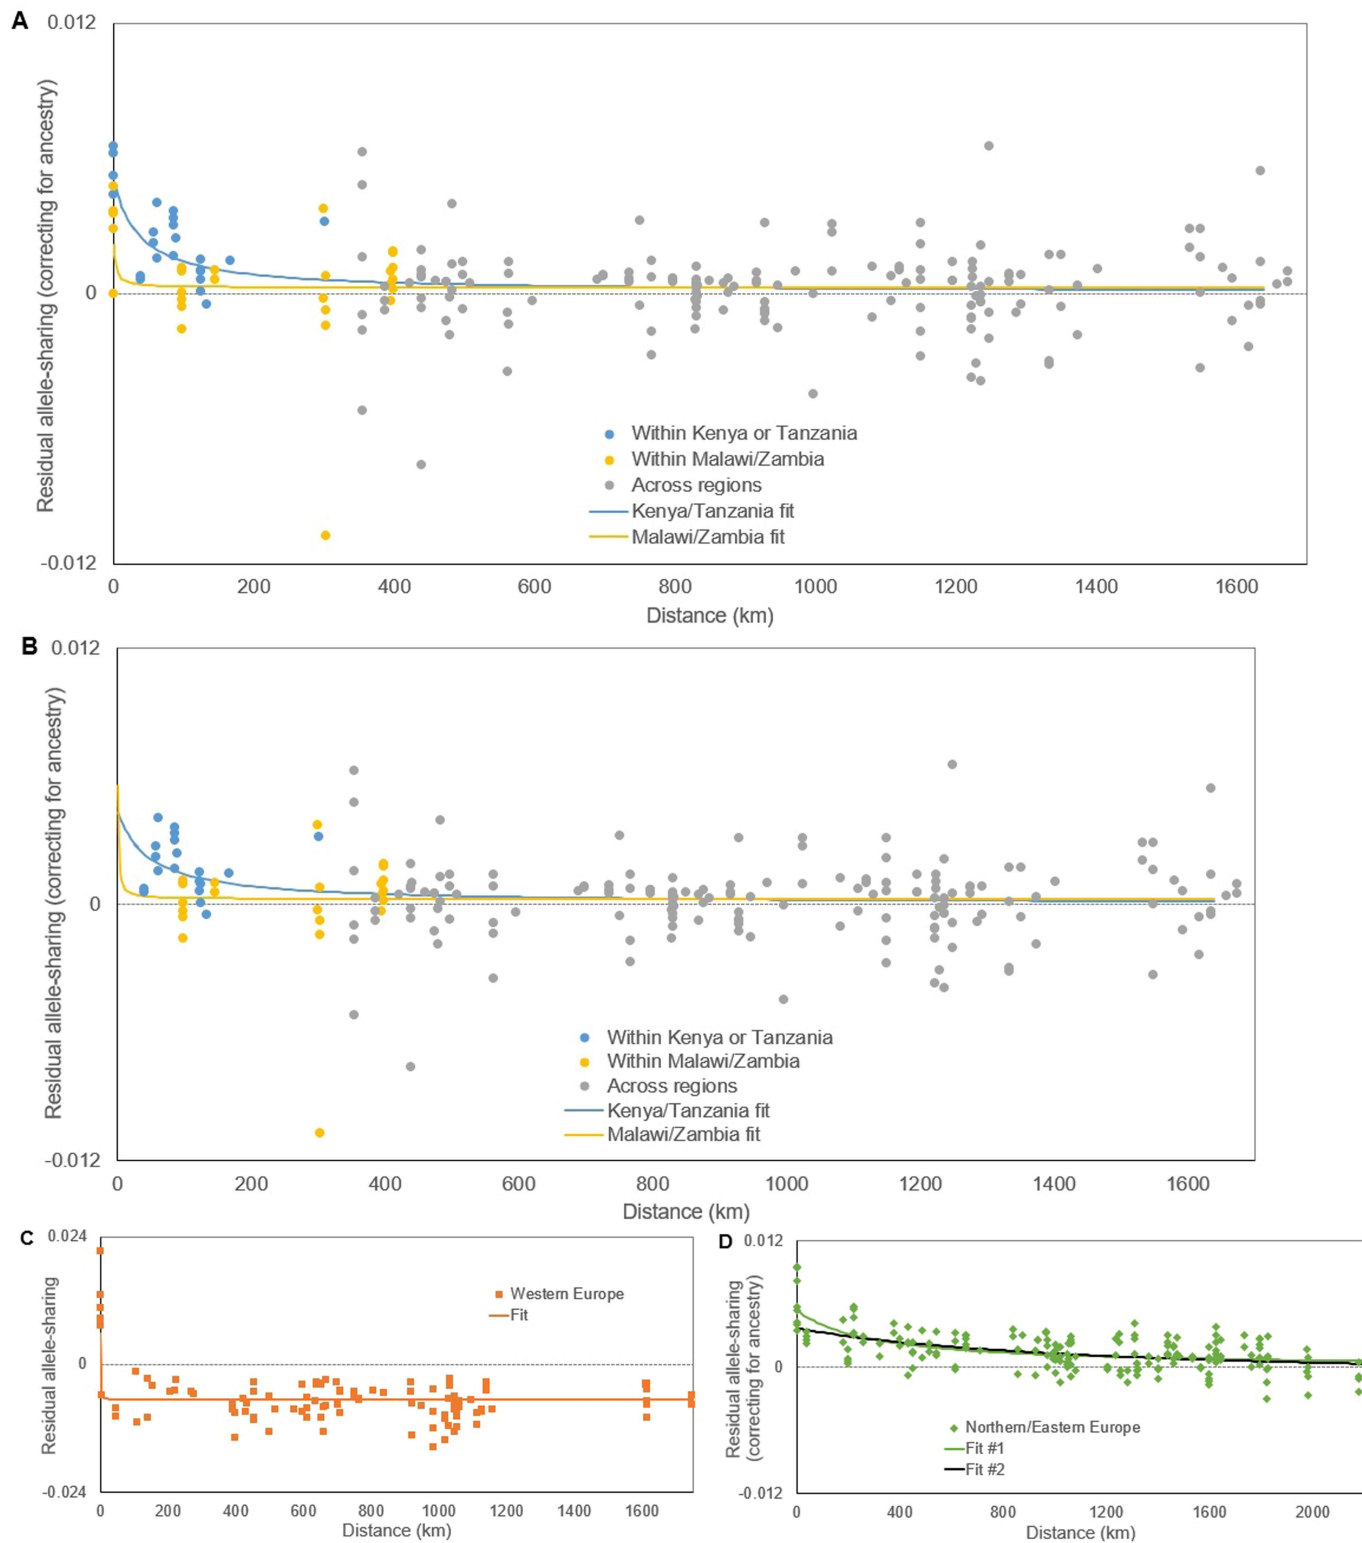 A
0.012
Residual allele-sharing (correcting for ancestry)
0
-0.012
Within Kenya or Tanzania
Within Malawi/Zambia
Across regions
Kenya/Tanzania fit
Malawi/Zambia fit
0 200 400 600 800 1000 1200 1400 1600
Distance (km)
B
0.012
Residual allele-sharing (correcting for ancestry)
0
-0.012
Within Kenya or Tanzania
Within Malawi/Zambia
Across regions
Kenya/Tanzania fit
Malawi/Zambia fit
0 200 400 600 800 1000 1200 1400 1600
Distance (km)
C
0.024
Residual allele-sharing
0
-0.024
Western Europe
Fit
0 200 400 600 800 1000 1200 1400 1600
Distance (km)
D
0.012
Residual allele-sharing
(correcting for ancestry)
0
-0.012
Northern/Eastern Europe
Fit #1
Fit #2
0 400 800 1200 1600 2000
Distance (km)